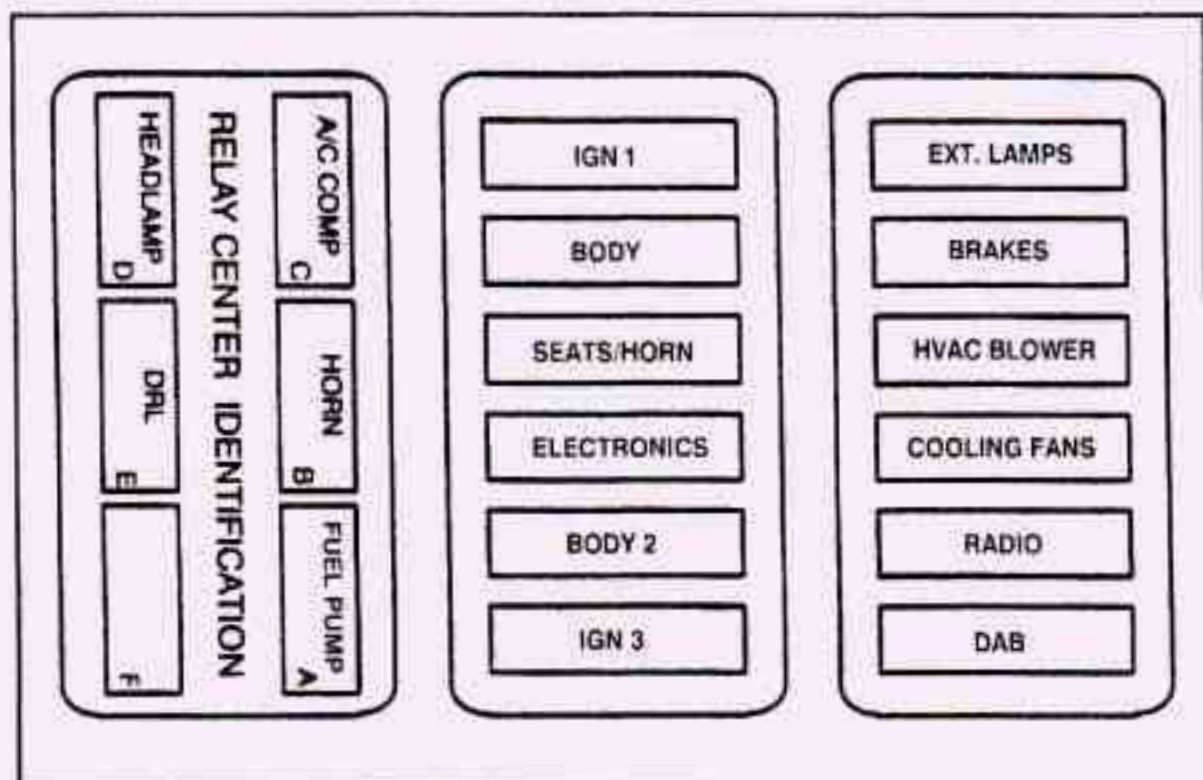 A/C COMP
C
HORN
B
FUEL PUMP
A
RELAY CENTER IDENTIFICATION
HEADLAMP
D
DRL
E
F
IGN 1
BODY
SEATS/HORN
ELECTRONICS
BODY 2
IGN 3
EXT. LAMPS
BRAKES
HVAC BLOWER
COOLING FANS
RADIO
DAB